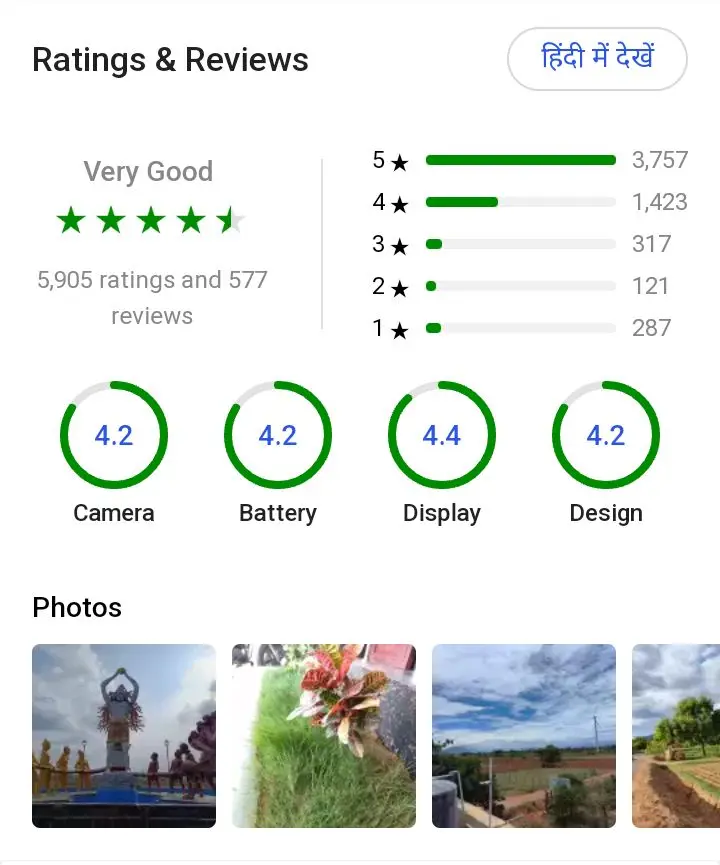 Ratings & Reviews
हिंदी में देखें
Very Good
5,905 ratings and 577
reviews
5 ★ 3,757
4 ★ 1,423
3 ★ 317
2 ★ 121
1 ★ 287
4.2 4.2 4.4 4.2
Camera Battery Display Design
Photos